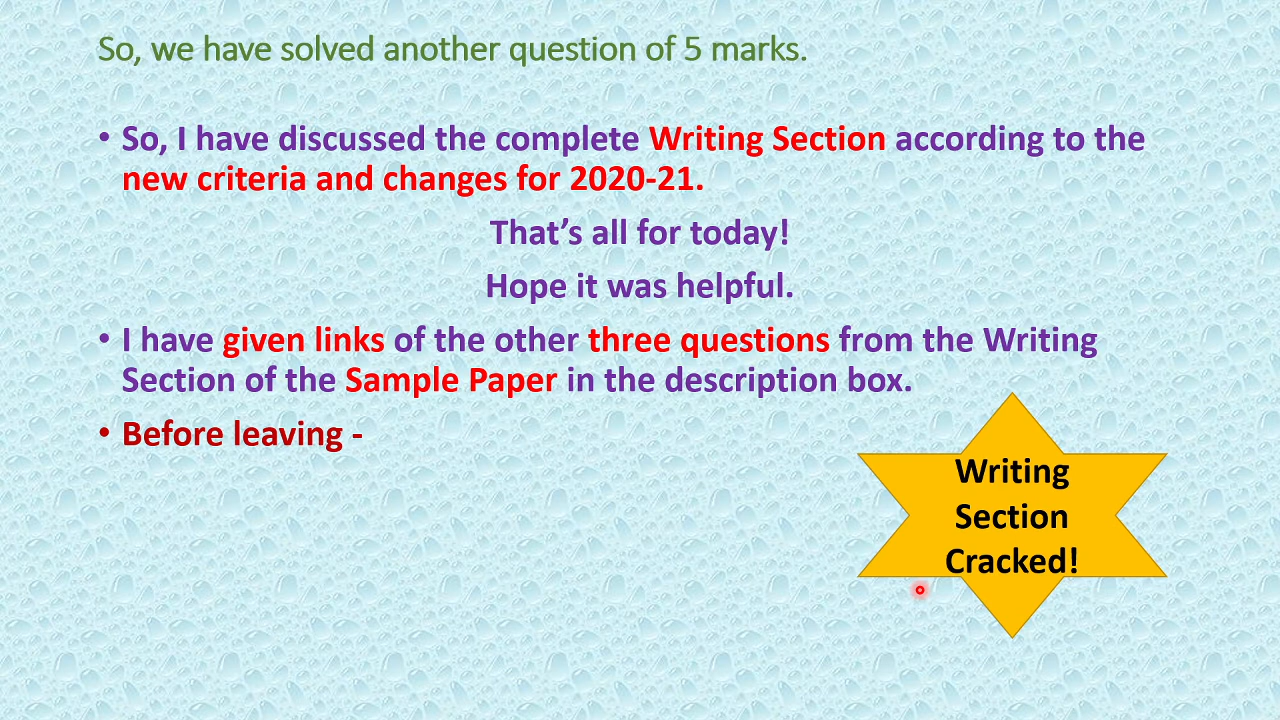 So, we have solved another question of 5 marks.
• So, I have discussed the complete Writing Section according to the
new criteria and changes for 2020-21.
That’s all for today!
Hope it was helpful.
• I have given links of the other three questions from the Writing
Section of the Sample Paper in the description box.
• Before leaving -
Writing
Section
Cracked!